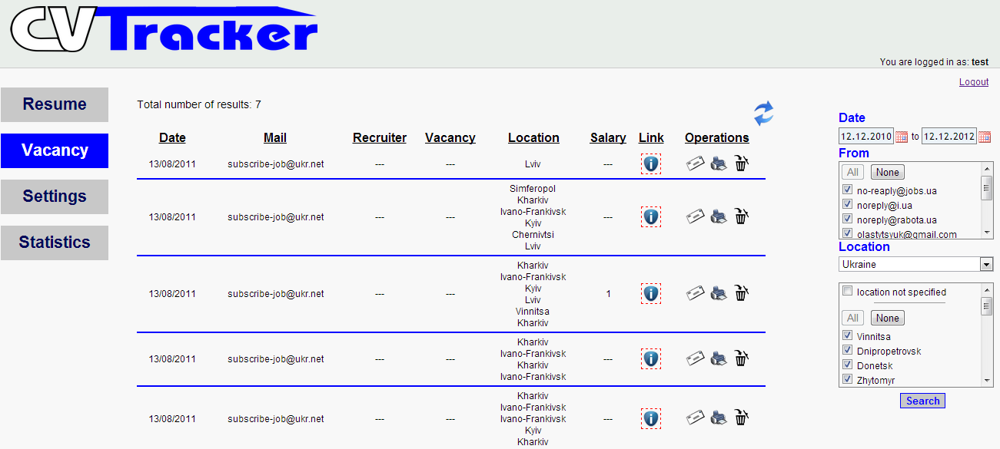 CVTracker
You are logged in as: test
Logout
Resume
Vacancy
Settings
Statistics
Total number of results: 7
Date Mail Recruiter Vacancy Location Salary Link Operations
13/08/2011 subscribe-job@ukr.net --- --- Lviv ---
Simferopol
Kharkiv
Ivano-Frankivsk
13/08/2011 subscribe-job@ukr.net --- --- Kyiv ---
Chernivtsi
Lviv
Kharkiv
Ivano-Frankivsk
Kyiv
13/08/2011 subscribe-job@ukr.net --- --- Lviv 1
Vinnitsa
Kharkiv
Kharkiv
Ivano-Frankivsk
13/08/2011 subscribe-job@ukr.net --- --- Kharkiv ---
Ivano-Frankivsk
Kharkiv
Ivano-Frankivsk
13/08/2011 subscribe-job@ukr.net --- --- Ivano-Frankivsk ---
Kyiv
Kharkiv
Date
12.12.2010 to 12.12.2012
From
All None
no-reaply@jobs.ua
noreply@i.ua
noreply@rabota.ua
olastytsyuk@gmail.com
Location
Ukraine
location not specified
All None
Vinnitsa
Dnipropetrovsk
Donetsk
Zhytomyr
Search